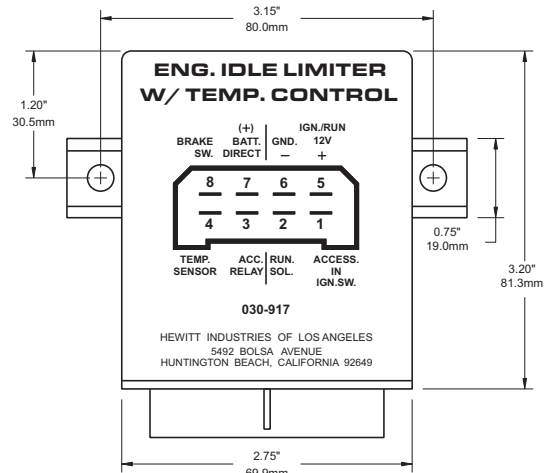 3.15"
80.0mm
1.20"
30.5mm
ENG. IDLE LIMITER
W/ TEMP. CONTROL
BRAKE
SW.
(+)
BATT.
DIRECT
GND.
–
IGN./RUN
12V
+
8 7 6 5
4 3 2 1
TEMP.
SENSOR
ACC.
RELAY
RUN.
SOL.
ACCESS.
IN
IGN.SW.
030-917
HEWITT INDUSTRIES OF LOS ANGELES
5492 BOLSA AVENUE
HUNTINGTON BEACH, CALIFORNIA 92649
0.75"
19.0mm
3.20"
81.3mm
2.75"
69.9mm